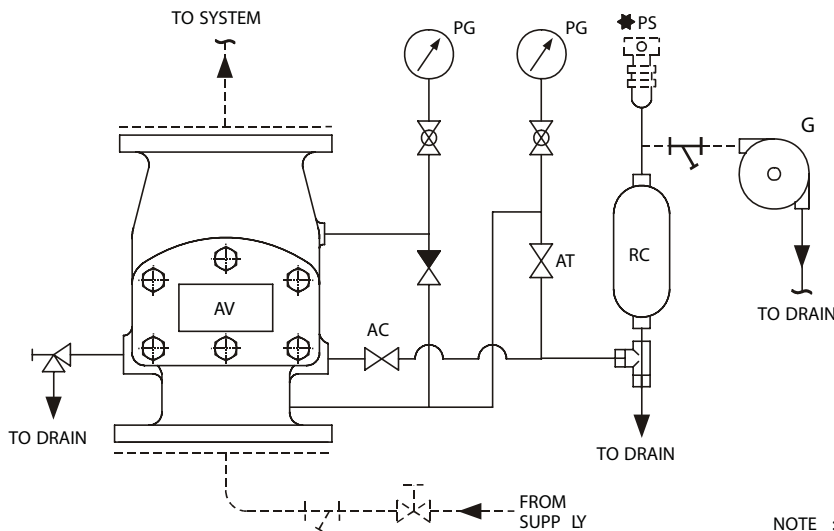 TO SYSTEM
PG
PG
PS
G
RC
AV
AT
AC
TO DRAIN
TO DRAIN
TO DRAIN
FROM
SUPP LY
NOTE :